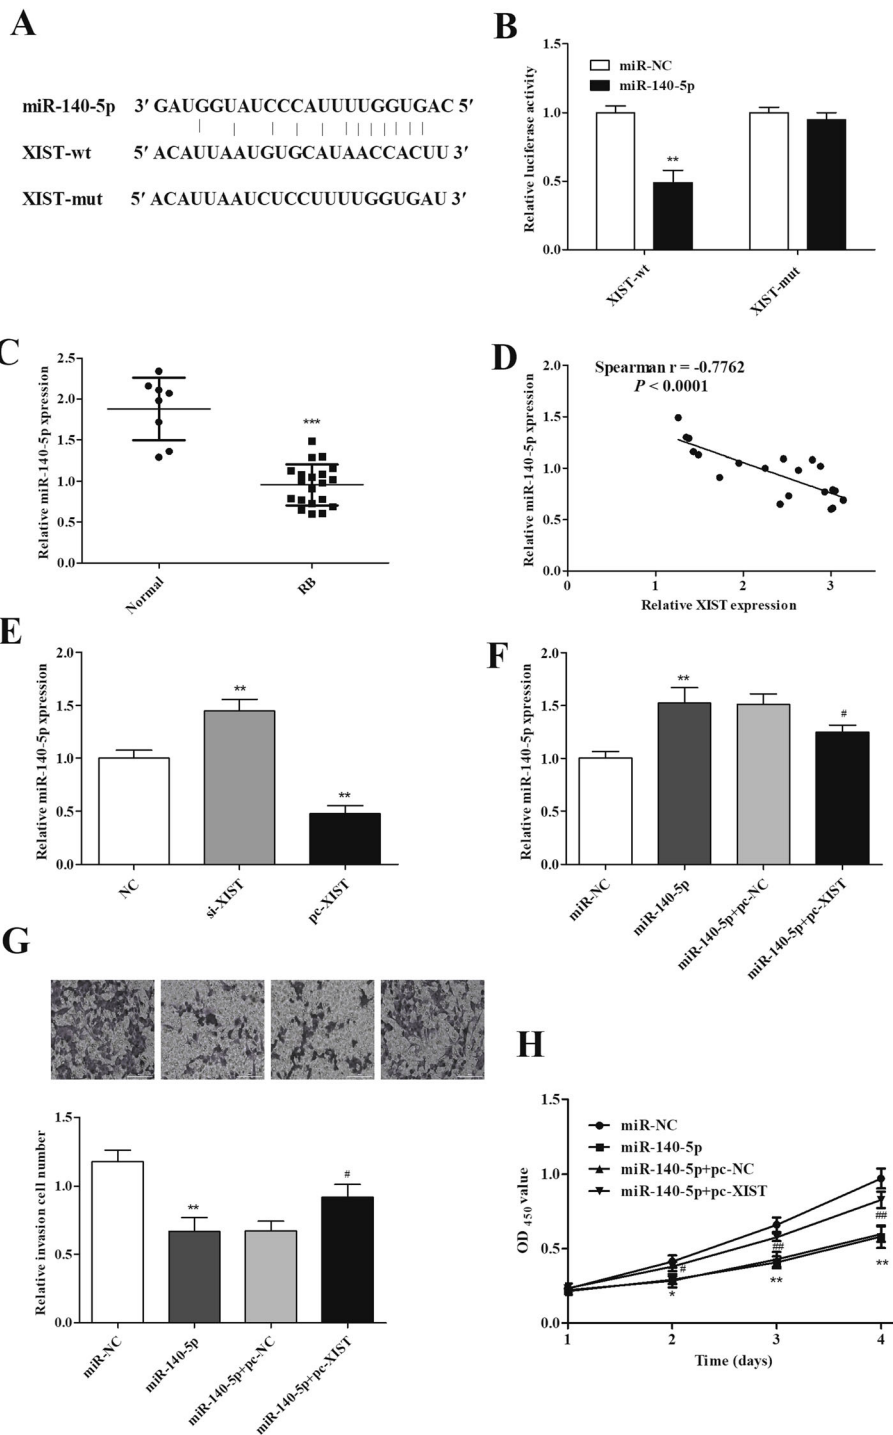 A
miR-140-5p 3′ GAUGGUAUCCCAUUUUGGUGAC 5′
XIST-wt 5′ ACAUUAAUGUGCAUAACCACUU 3′
XIST-mut 5′ ACAUUAAUCUCCUUUUGGUGAU 3′
B
Relative luciferase activity
1.5
1.0
0.5
0.0
miR-NC
miR-140-5p
**
XIST-wt
XIST-mut
C
Relative miR-140-5p xpression
2.5
2.0
1.5
1.0
0.5
0.0
***
Normal
RB
D
Relative miR-140-5p xpression
2.0
1.5
1.0
0.5
0.0
Spearman r = -0.7762
P < 0.0001
0 1 2 3
Relative XIST expression
E
Relative miR-140-5p xpression
2.0
1.5
1.0
0.5
0.0
**
**
NC
si-XIST
pc-XIST
F
Relative miR-140-5p xpression
2.0
1.5
1.0
0.5
0.0
**
#
miR-NC
miR-140-5p
miR-140-5p+pc-NC
miR-140-5p+pc-XIST
G
Relative invasion cell number
1.5
1.0
0.5
0.0
**
#
miR-NC
miR-140-5p
miR-140-5p+pc-NC
miR-140-5p+pc-XIST
H
OD 450 value
1.5
1.0
0.5
0.0
miR-NC
miR-140-5p
miR-140-5p+pc-NC
miR-140-5p+pc-XIST
#
##
##
*
**
**
1 2 3 4
Time (days)